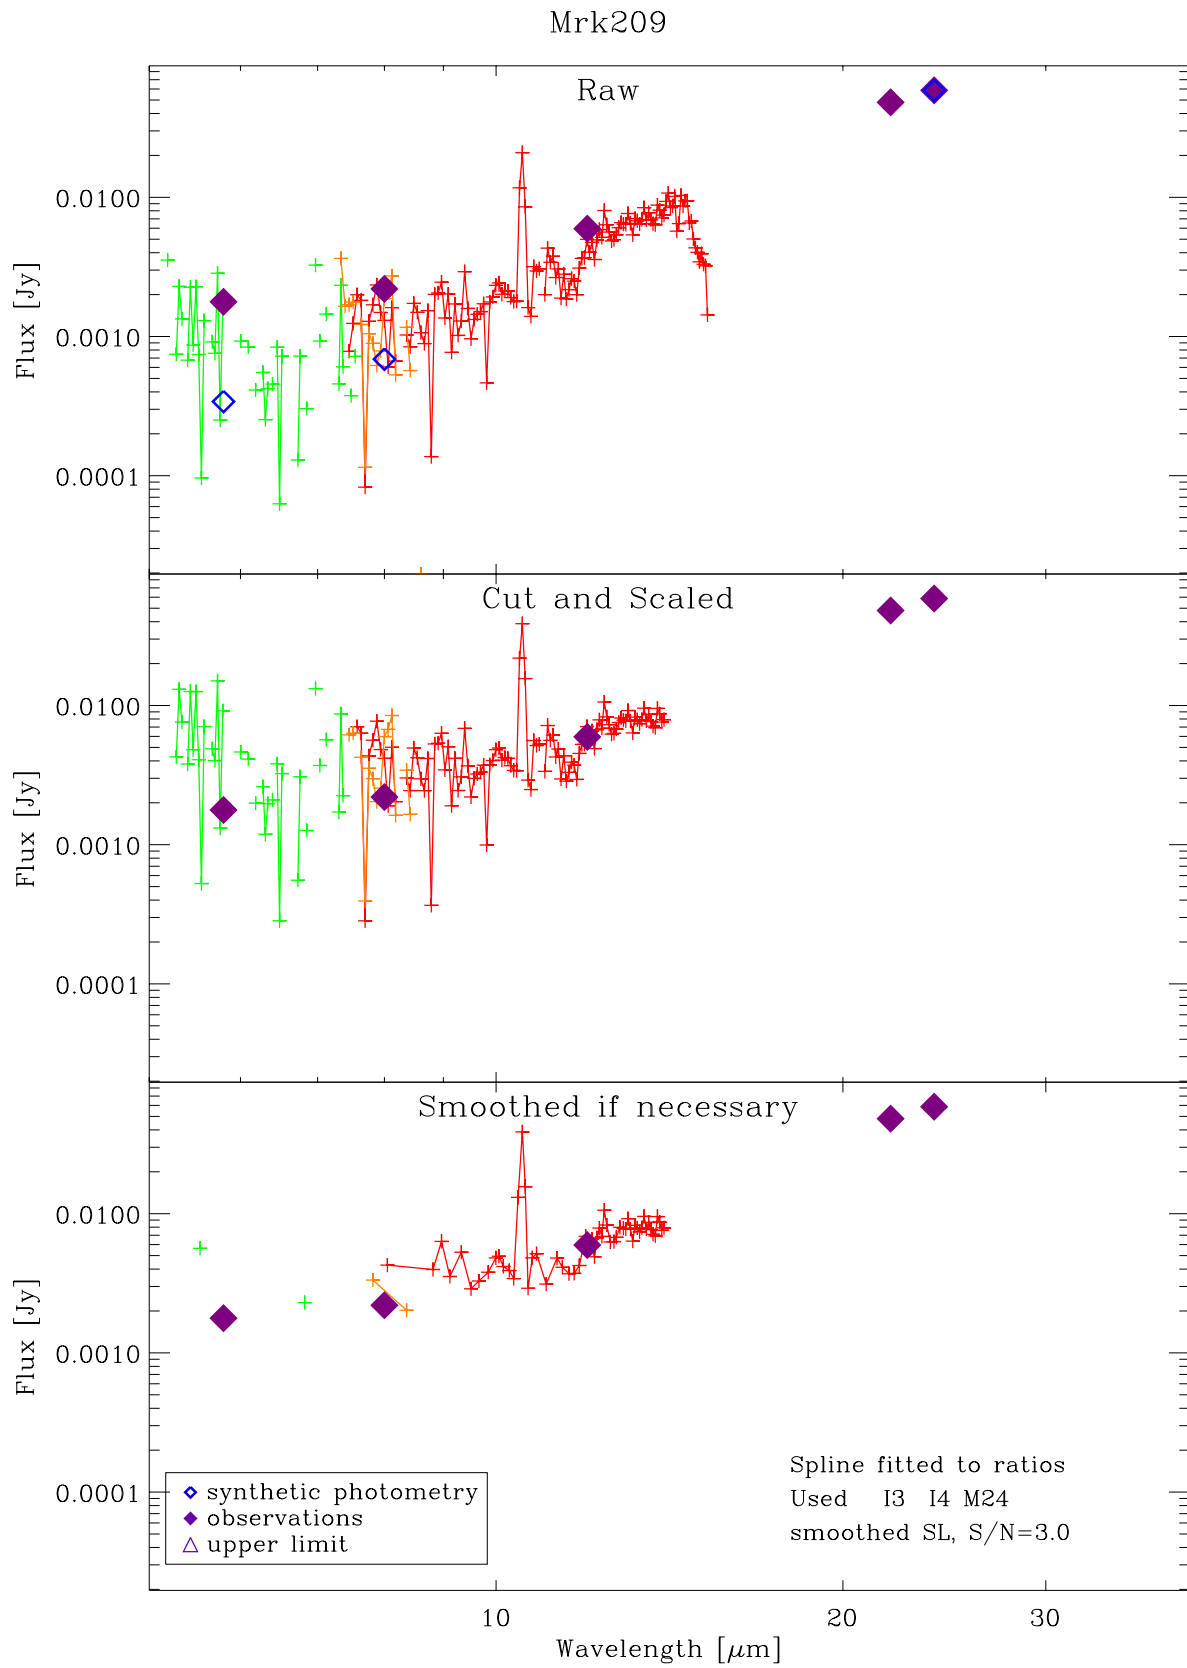 Mrk209
Raw
0.0100
0.0010
0.0001
Flux [Jy]
Cut and Scaled
0.0100
0.0010
0.0001
Flux [Jy]
Smoothed if necessary
0.0100
0.0010
0.0001
Flux [Jy]
synthetic photometry
observations
upper limit
Spline fitted to ratios
Used I3 I4 M24
smoothed SL, S/N=3.0
10 20 30
Wavelength [μm]